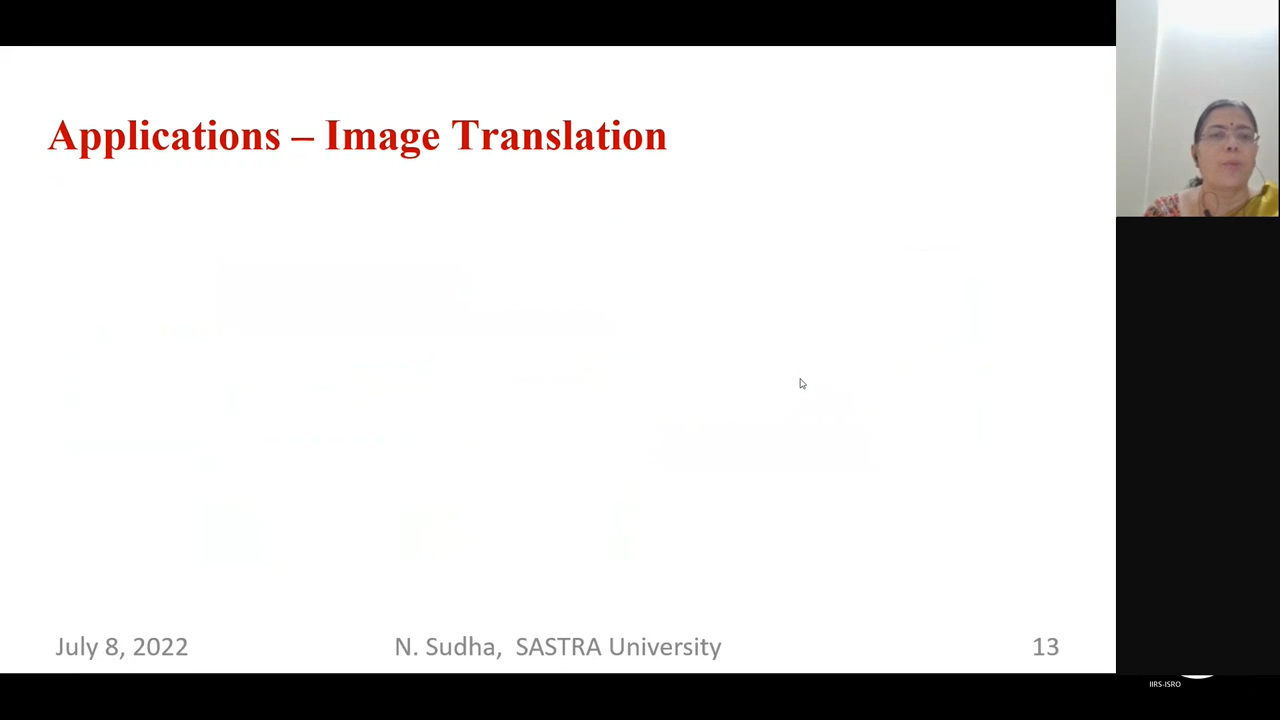 Applications – Image Translation
July 8, 2022
N. Sudha, SASTRA University
13
IIRS-ISRO